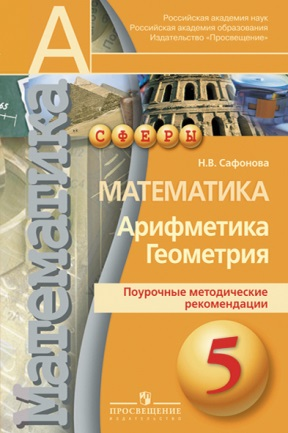 Российская академия наук
Российская академия образования
Издательство «Просвещение»
А
Математика
СФЕРЫ
Н.В. Сафонова
МАТЕМАТИКА
Арифметика
Геометрия
Поурочные методические
рекомендации
5
ПРОСВЕЩЕНИЕ
ИЗДАТЕЛЬСТВО